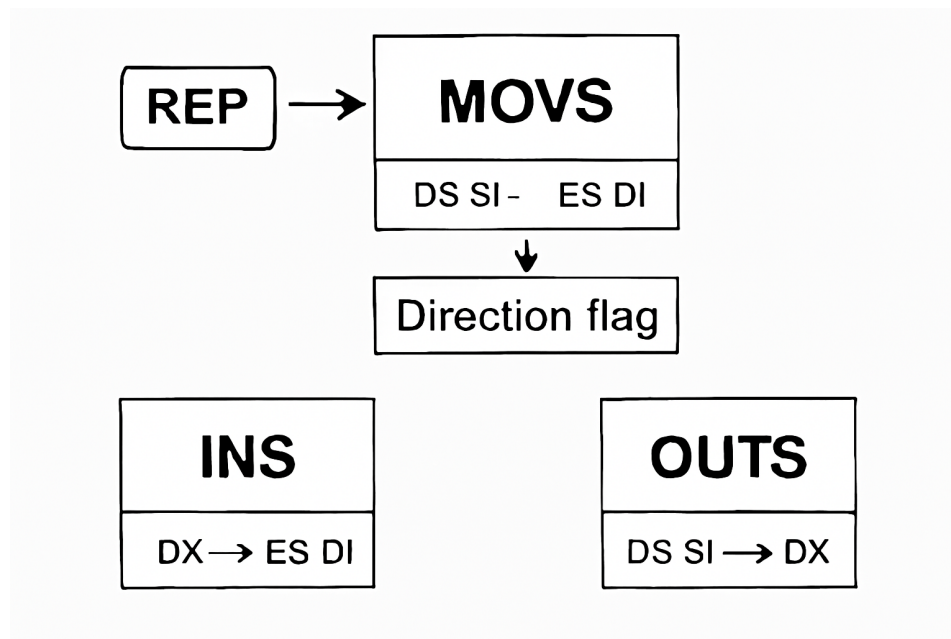 REP → MOVS
DS SI - ES DI
Direction flag
INS
DX → ES DI
OUTS
DS SI → DX